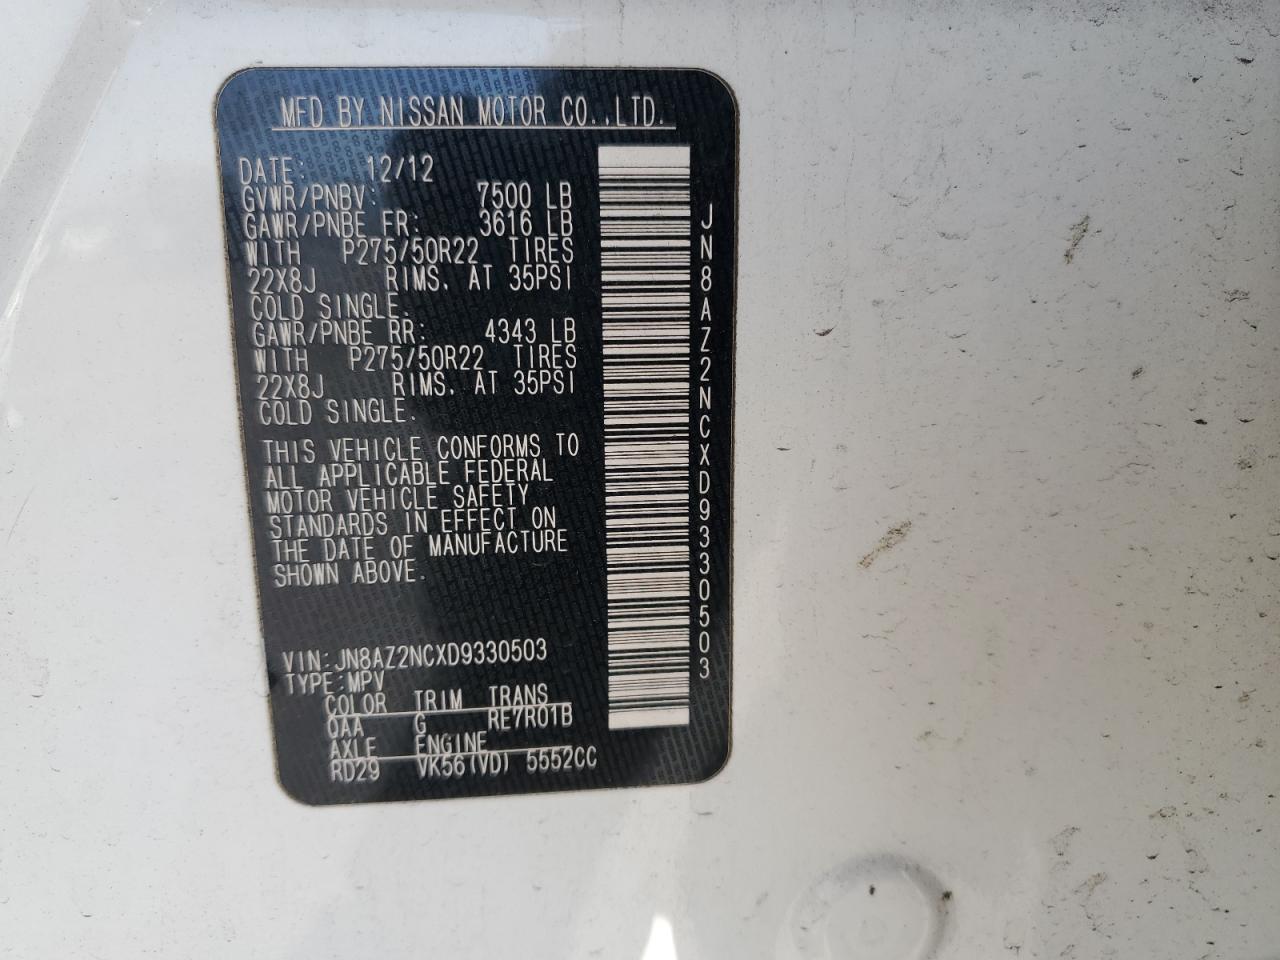 MFD BY NISSAN MOTOR CO.,LTD.
DATE: 12/12
GVWR/PNBV: 7500 LB
GAWR/PNBE FR: 3616 LB
WITH P275/50R22 TIRES
22X8J RIMS. AT 35PSI
COLD SINGLE.
GAWR/PNBE RR: 4343 LB
WITH P275/50R22 TIRES
22X8J RIMS. AT 35PSI
COLD SINGLE.
THIS VEHICLE CONFORMS TO
ALL APPLICABLE FEDERAL
MOTOR VEHICLE SAFETY
STANDARDS IN EFFECT ON
THE DATE OF MANUFACTURE
SHOWN ABOVE.
VIN:JN8AZ2NCXD9330503
TYPE:MPV
COLOR TRIM TRANS
QAA G RE7R01B
AXLE ENGINE
RD29 VK56(VD) 5552CC
JN8AZ2NCXD9330503